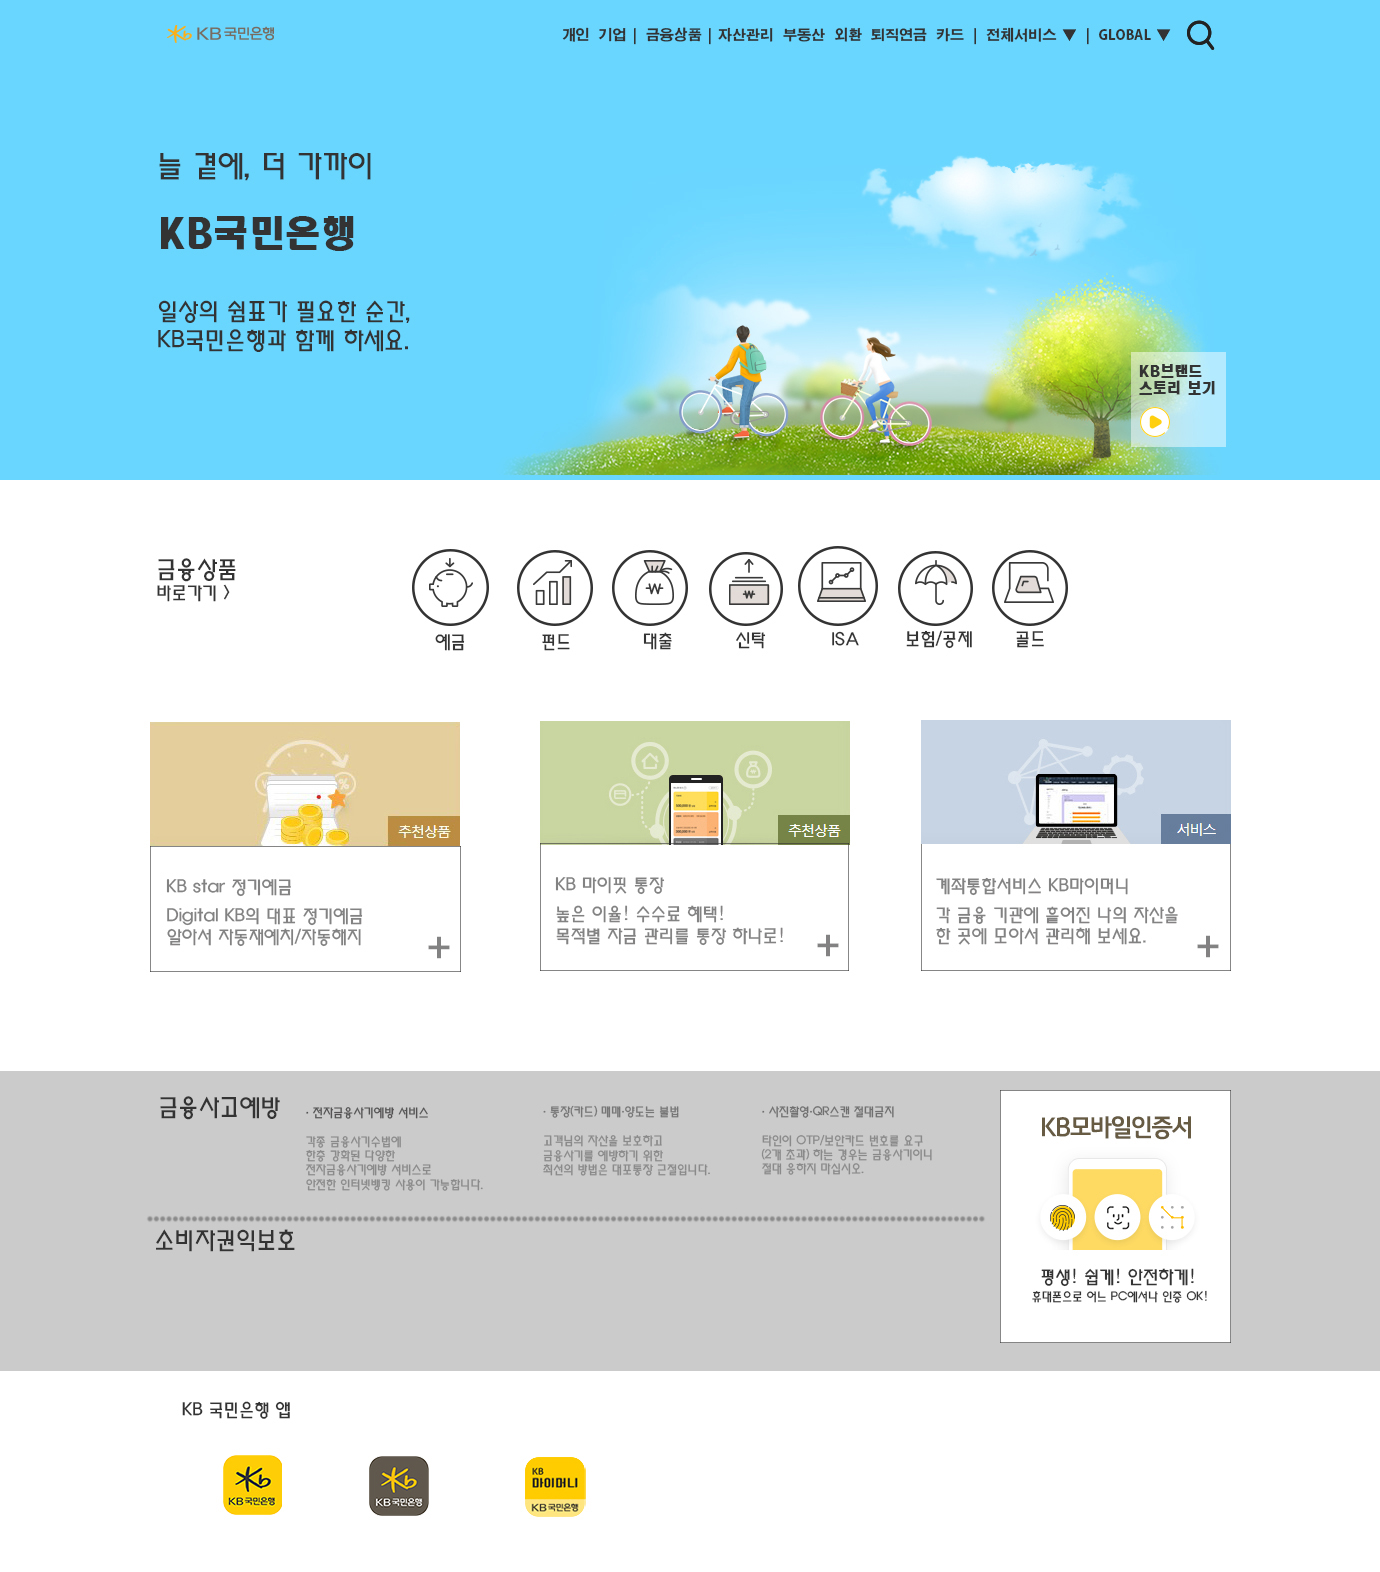 KB 국민은행
개인 기업 | 금융상품 | 자산관리 부동산 외환 퇴직연금 카드 | 전체서비스 ▼ | GLOBAL ▼
늘 곁에, 더 가까이
KB국민은행
일상의 쉼표가 필요한 순간,
KB국민은행과 함께 하세요.
KB브랜드
스토리 보기
금융상품
바로가기 >
예금
펀드
대출
신탁
ISA
보험/공제
골드
추천상품
KB star 정기예금
Digital KB의 대표 정기예금
알아서 자동재예치/자동해지
추천상품
KB 마이핏 통장
높은 이율! 수수료 혜택!
목적별 자금 관리를 통장 하나로!
서비스
계좌통합서비스 KB마이머니
각 금융 기관에 흩어진 나의 자산을
한 곳에 모아서 관리해 보세요.
금융사고예방
· 전자금융사기예방 서비스
각종 금융사기수법에
한층 강화된 다양한
전자금융사기예방 서비스로
안전한 인터넷뱅킹 사용이 가능합니다.
· 통장(카드) 매매·양도는 불법
고객님의 자산을 보호하고
금융사기를 예방하기 위한
최선의 방법은 대포통장 근절입니다.
· 사진촬영·QR스캔 절대금지
타인이 OTP/보안카드 번호를 요구
(2개 초과) 하는 경우는 금융사기이니
절대 응하지 마십시오.
소비자권익보호
KB모바일인증서
평생! 쉽게! 안전하게!
휴대폰으로 어느 PC에서나 인증 OK!
KB 국민은행 앱
KB 국민은행
KB 국민은행
KB
마이머니
KB 국민은행